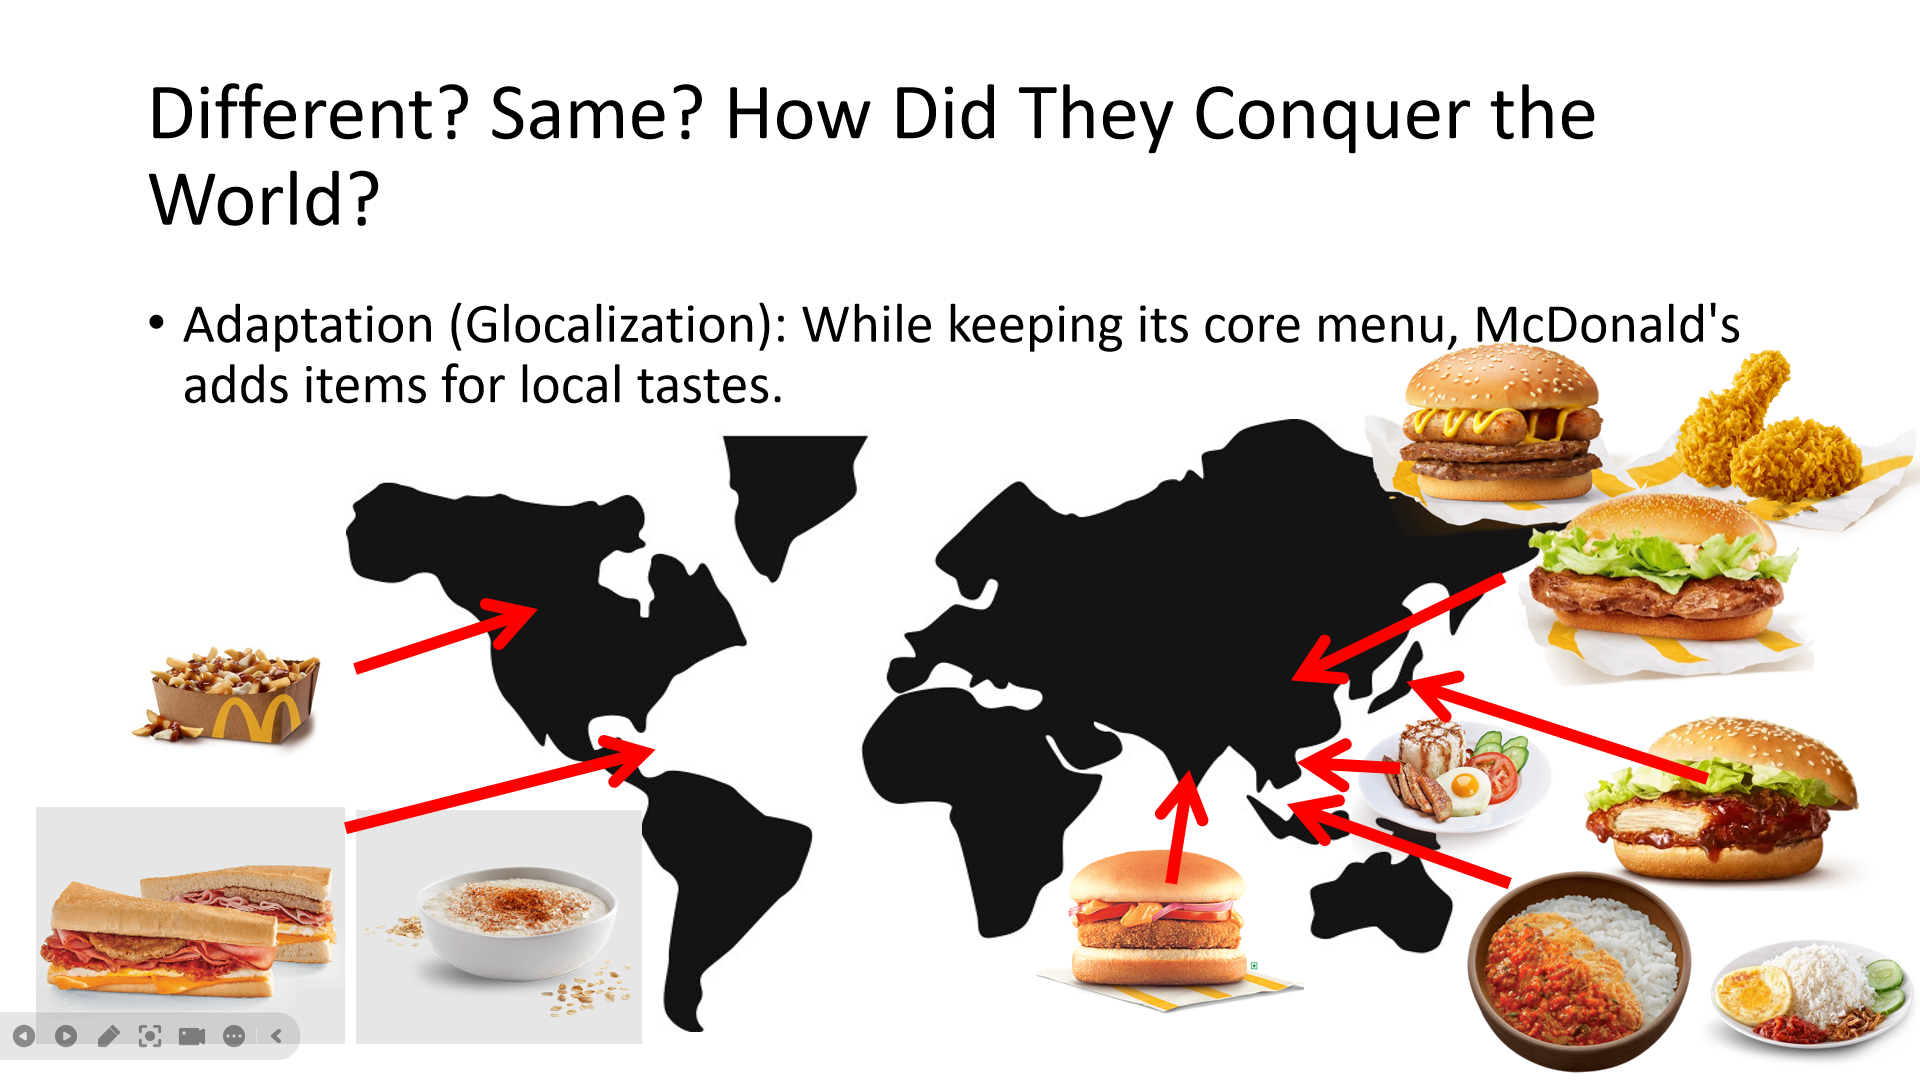 Different? Same? How Did They Conquer the
World?
• Adaptation (Glocalization): While keeping its core menu, McDonald's
adds items for local tastes.